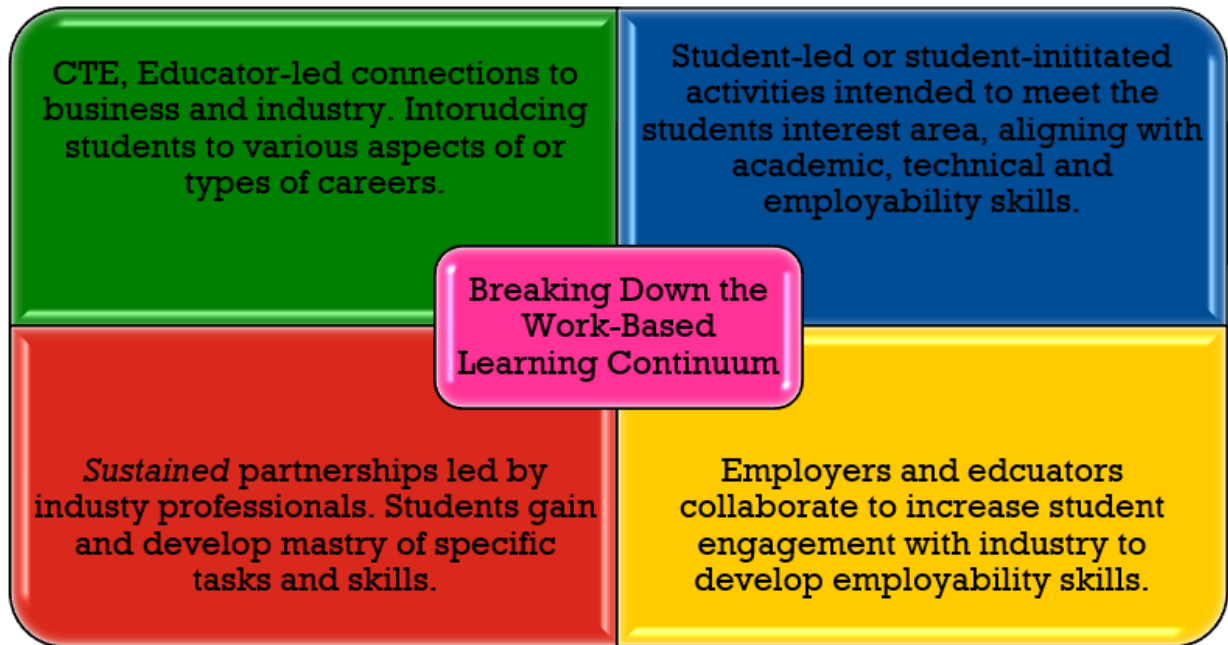 CTE, Educator-led connections to
business and industry. Intorudcing
students to various aspects of or
types of careers.
Student-led or student-inititated
activities intended to meet the
students interest area, aligning with
academic, technical and
employability skills.
Breaking Down the
Work-Based
Learning Continuum
Sustained partnerships led by
industy professionals. Students gain
and develop mastry of specific
tasks and skills.
Employers and edcuators
collaborate to increase student
engagement with industry to
develop employability skills.